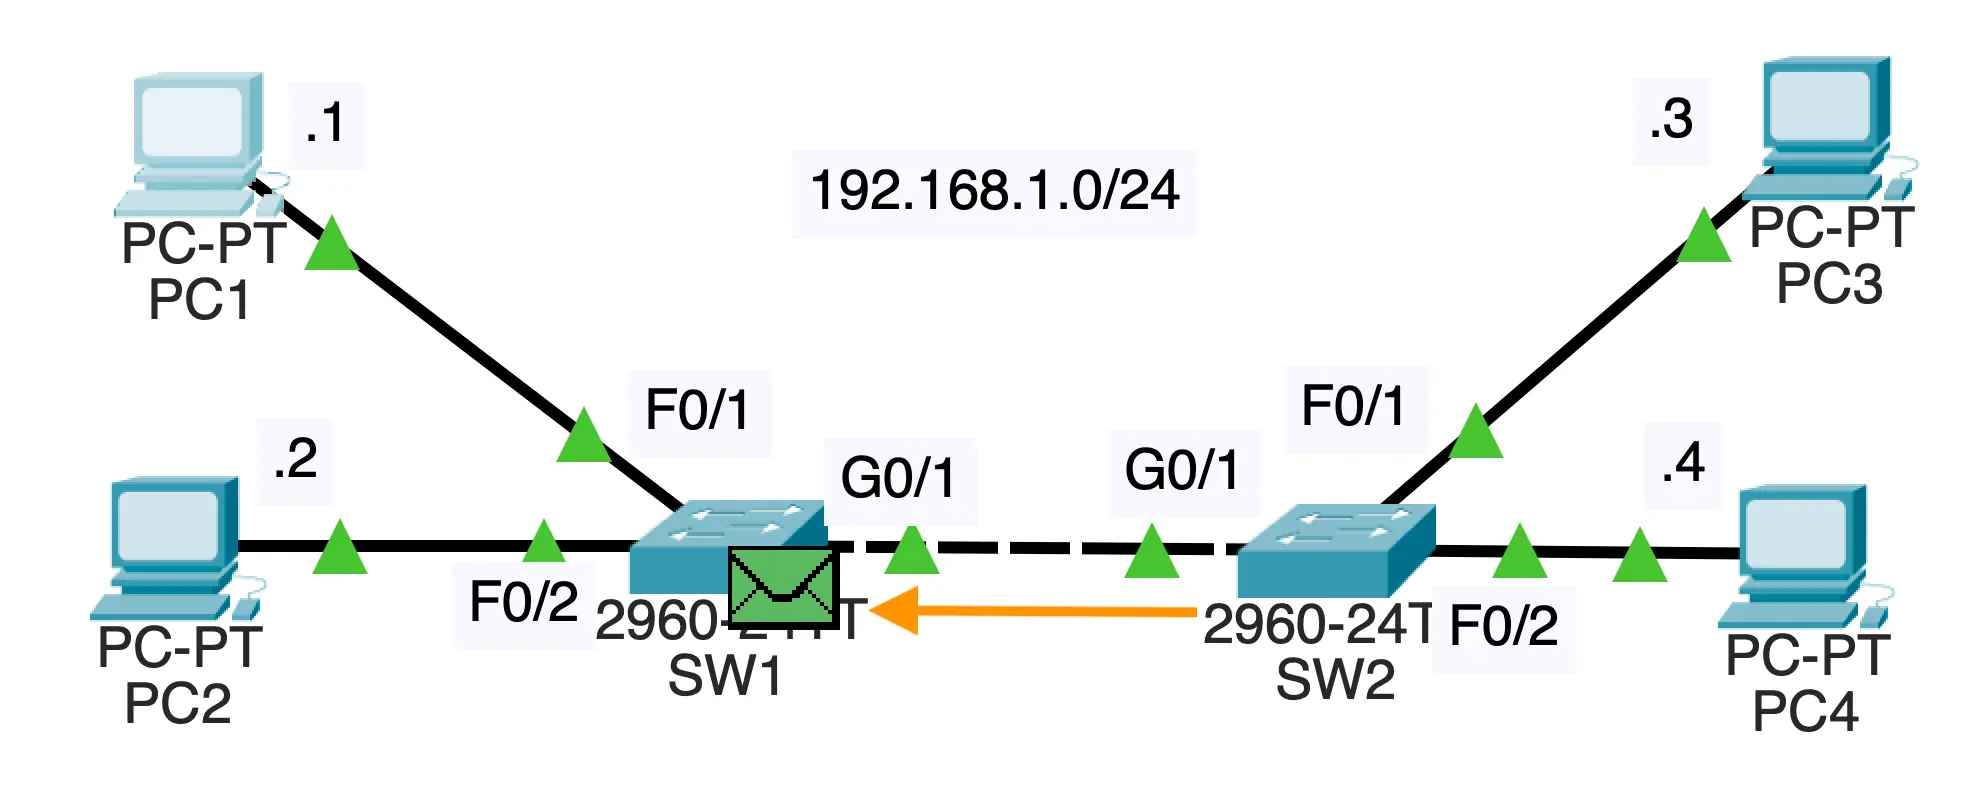 .1
.3
192.168.1.0/24
PC-PT
PC1
PC-PT
PC3
F0/1
F0/1
.2
G0/1
G0/1
.4
F0/2
2960-
SW1
2960-24T
SW2
F0/2
PC-PT
PC2
PC-PT
PC4